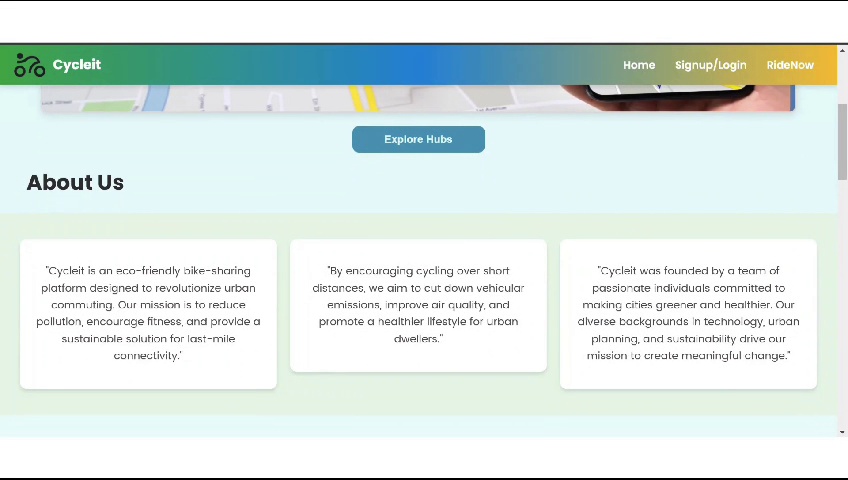 Cycleit
Home Signup/Login RideNow
Explore Hubs
About Us
"Cycleit is an eco-friendly bike-sharing
platform designed to revolutionize urban
commuting. Our mission is to reduce
pollution, encourage fitness, and provide a
sustainable solution for last-mile
connectivity."
"By encouraging cycling over short
distances, we aim to cut down vehicular
emissions, improve air quality, and
promote a healthier lifestyle for urban
dwellers."
"Cycleit was founded by a team of
passionate individuals committed to
making cities greener and healthier. Our
diverse backgrounds in technology, urban
planning, and sustainability drive our
mission to create meaningful change."